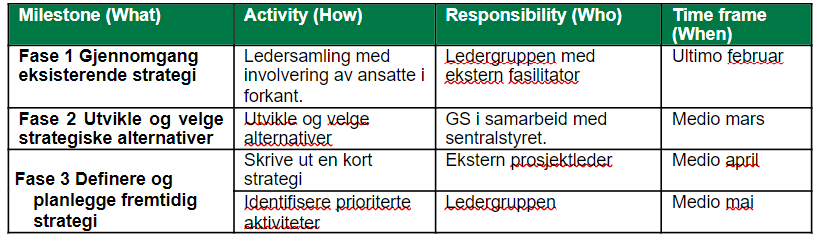 Milestone (What) Activity (How) Responsibility (Who) Time frame
(When)
Fase 1 Gjennomgang
eksisterende strategi
Ledersamling med
involvering av ansatte i
forkant.
Ledergruppen med
ekstern fasilitator
Ultimo februar
Fase 2 Utvikle og velge
strategiske alternativer
Utvikle og velge
alternativer
GS i samarbeid med
sentralstyret.
Medio mars
Fase 3 Definere og
planlegge fremtidig
strategi
Skrive ut en kort
strategi
Ekstern prosjektleder
Medio april
Identifisere prioriterte
aktiviteter
Ledergruppen
Medio mai